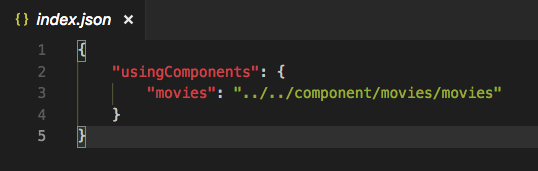 {} index.json ×
1 {
2     "usingComponents": {
3         "movies": "../../component/movies/movies"
4     }
5 }